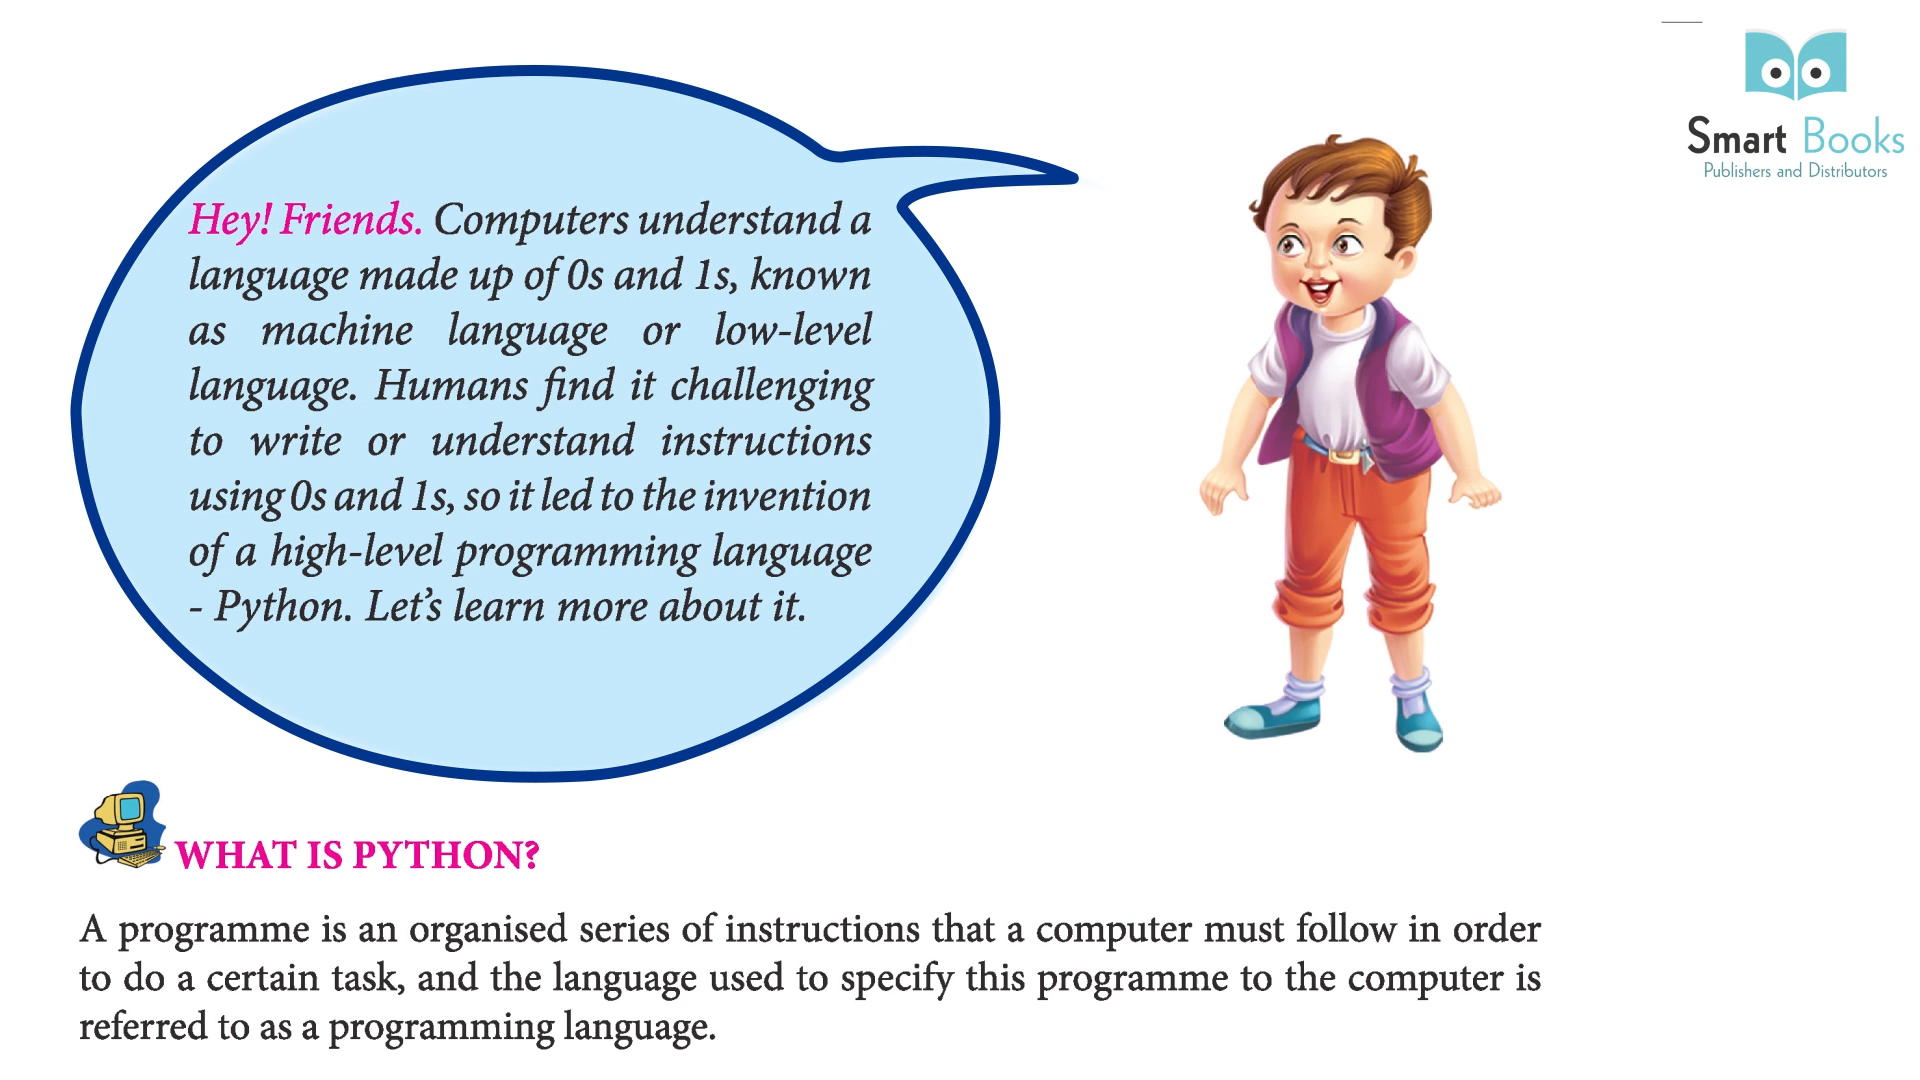 Smart Books
Publishers and Distributors
Hey! Friends. Computers understand a
language made up of 0s and 1s, known
as machine language or low-level
language. Humans find it challenging
to write or understand instructions
using 0s and 1s, so it led to the invention
of a high-level programming language
- Python. Let's learn more about it.
WHAT IS PYTHON?
A programme is an organised series of instructions that a computer must follow in order
to do a certain task, and the language used to specify this programme to the computer is
referred to as a programming language.